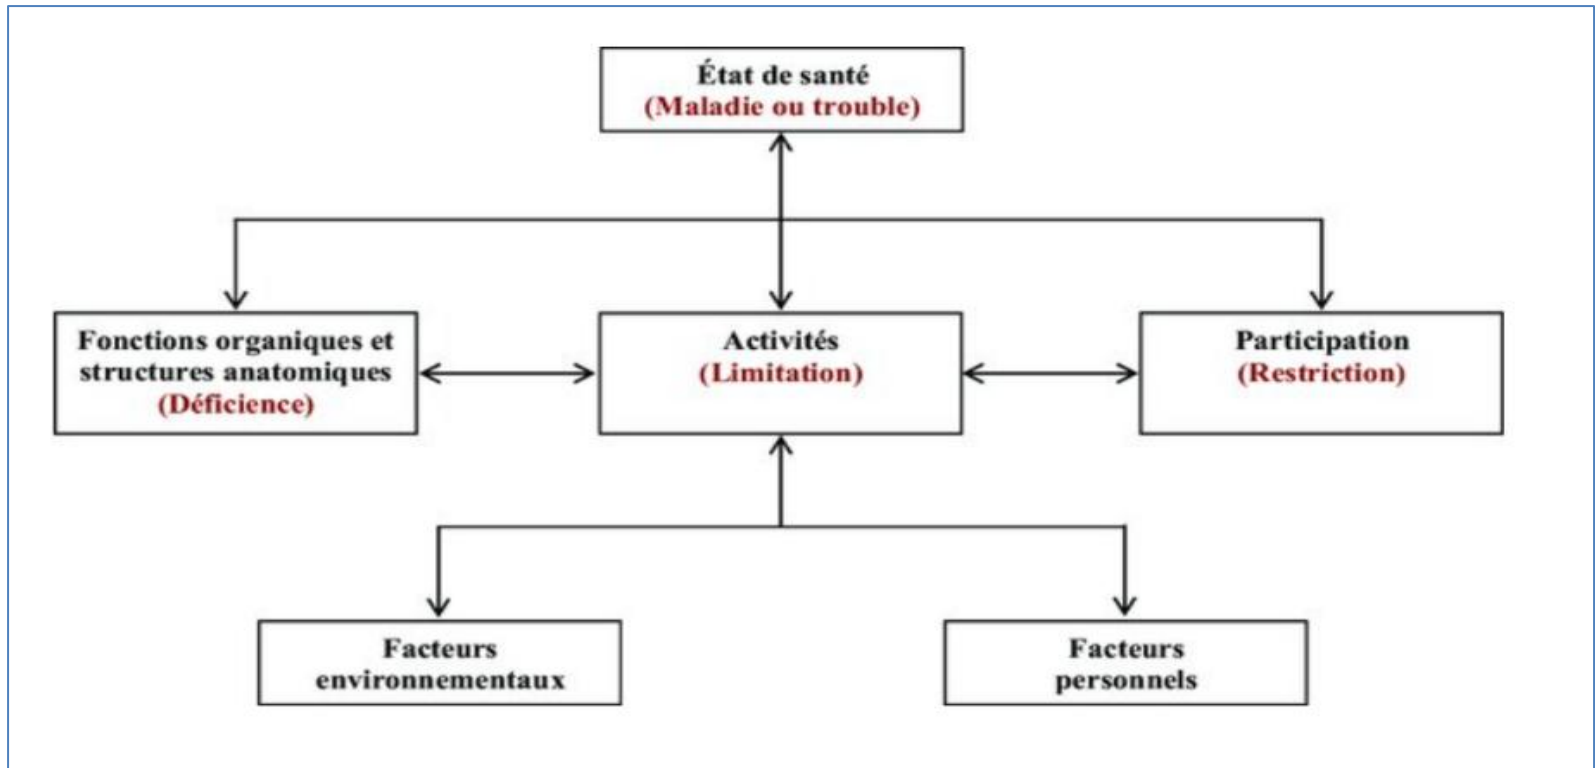 État de santé
(Maladie ou trouble)
Fonctions organiques et
structures anatomiques
(Déficience)
Activités
(Limitation)
Participation
(Restriction)
Facteurs
environnementaux
Facteurs
personnels